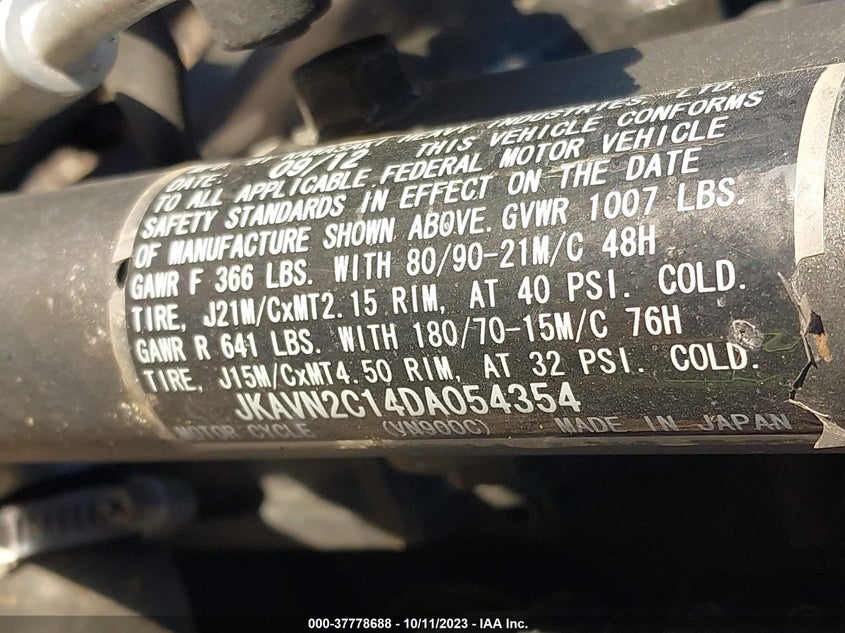 INDUSTRIES, LTD.
DATE: 09/12 THIS VEHICLE CONFORMS
TO ALL APPLICABLE FEDERAL MOTOR VEHICLE
SAFETY STANDARDS IN EFFECT ON THE DATE
OF MANUFACTURE SHOWN ABOVE. GVWR 1007 LBS.
GAWR F 366 LBS. WITH 80/90-21M/C 48H
TIRE, J21M/CxMT2.15 RIM, AT 40 PSI. COLD.
GAWR R 641 LBS. WITH 180/70-15M/C 76H
TIRE, J15M/CxMT4.50 RIM, AT 32 PSI. COLD.
JKAVN2C14DA054354
MOTOR CYCLE (VN900C) MADE IN JAPAN
000-37778688 - 10/11/2023 - IAA Inc.